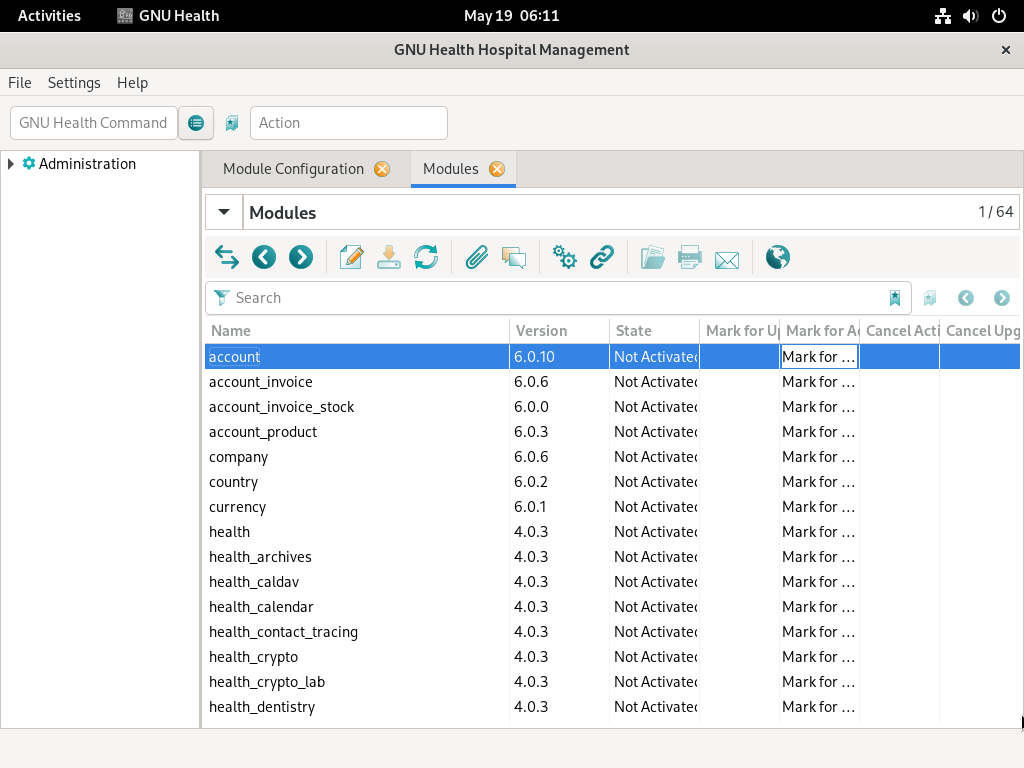 Activities GNU Health May 19 06:11
GNU Health Hospital Management
File Settings Help
GNU Health Command Action
Administration
Module Configuration Modules
Modules 1 / 64
Search
Name Version State Mark for Up Mark for Ac Cancel Acti Cancel Upg
account 6.0.10 Not Activated Mark for ...
account_invoice 6.0.6 Not Activated Mark for ...
account_invoice_stock 6.0.0 Not Activated Mark for ...
account_product 6.0.3 Not Activated Mark for ...
company 6.0.6 Not Activated Mark for ...
country 6.0.2 Not Activated Mark for ...
currency 6.0.1 Not Activated Mark for ...
health 4.0.3 Not Activated Mark for ...
health_archives 4.0.3 Not Activated Mark for ...
health_caldav 4.0.3 Not Activated Mark for ...
health_calendar 4.0.3 Not Activated Mark for ...
health_contact_tracing 4.0.3 Not Activated Mark for ...
health_crypto 4.0.3 Not Activated Mark for ...
health_crypto_lab 4.0.3 Not Activated Mark for ...
health_dentistry 4.0.3 Not Activated Mark for ...